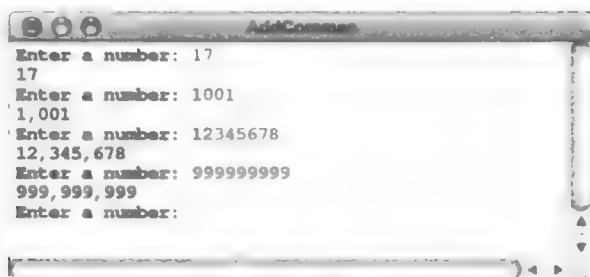 AddCommas
Enter a number: 17
17
Enter a number: 1001
1,001
Enter a number: 12345678
12,345,678
Enter a number: 999999999
999,999,999
Enter a number: